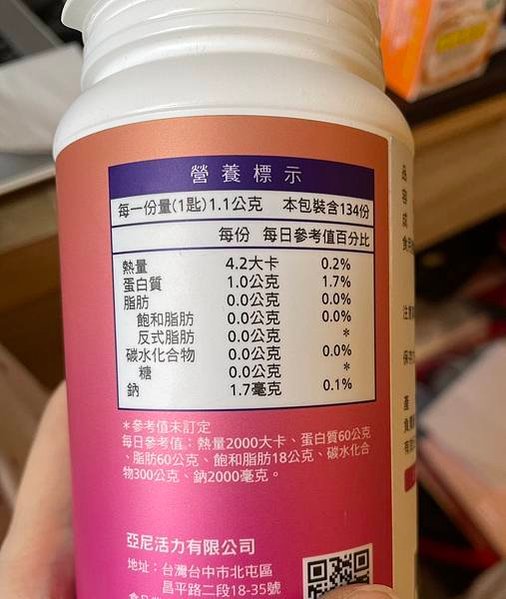 營養標示
每一份量(1匙)1.1公克 本包裝含134份
每份 每日參考值百分比
熱量 4.2大卡 0.2%
蛋白質 1.0公克 1.7%
脂肪 0.0公克 0.0%
飽和脂肪 0.0公克 0.0%
反式脂肪 0.0公克 *
碳水化合物 0.0公克 0.0%
糖 0.0公克 *
鈉 1.7毫克 0.1%
*參考值未訂定
每日參考值：熱量2000大卡、蛋白質60公克
、脂肪60公克、飽和脂肪18公克、碳水化合
物300公克、鈉2000毫克。
亞尼活力有限公司
地址：台灣台中市北屯區
昌平路二段18-35號